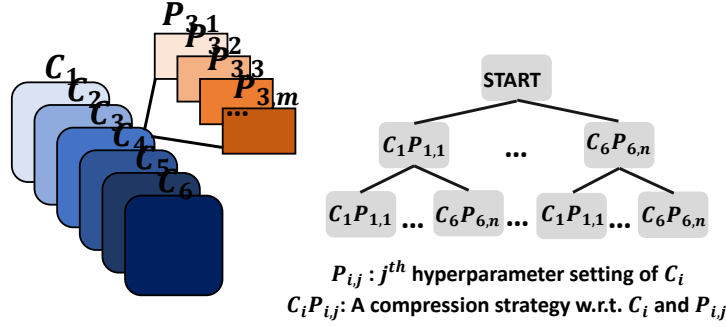 P3,1
P3,2
P3,3
P3,m
...
C1
C2
C3
C4
C5
C6
START
C1P1,1 ... C6P6,n
C1P1,1 ... C6P6,n ... C1P1,1 ... C6P6,n
Pi,j : jth hyperparameter setting of Ci
CiPi,j: A compression strategy w.r.t. Ci and Pi,j